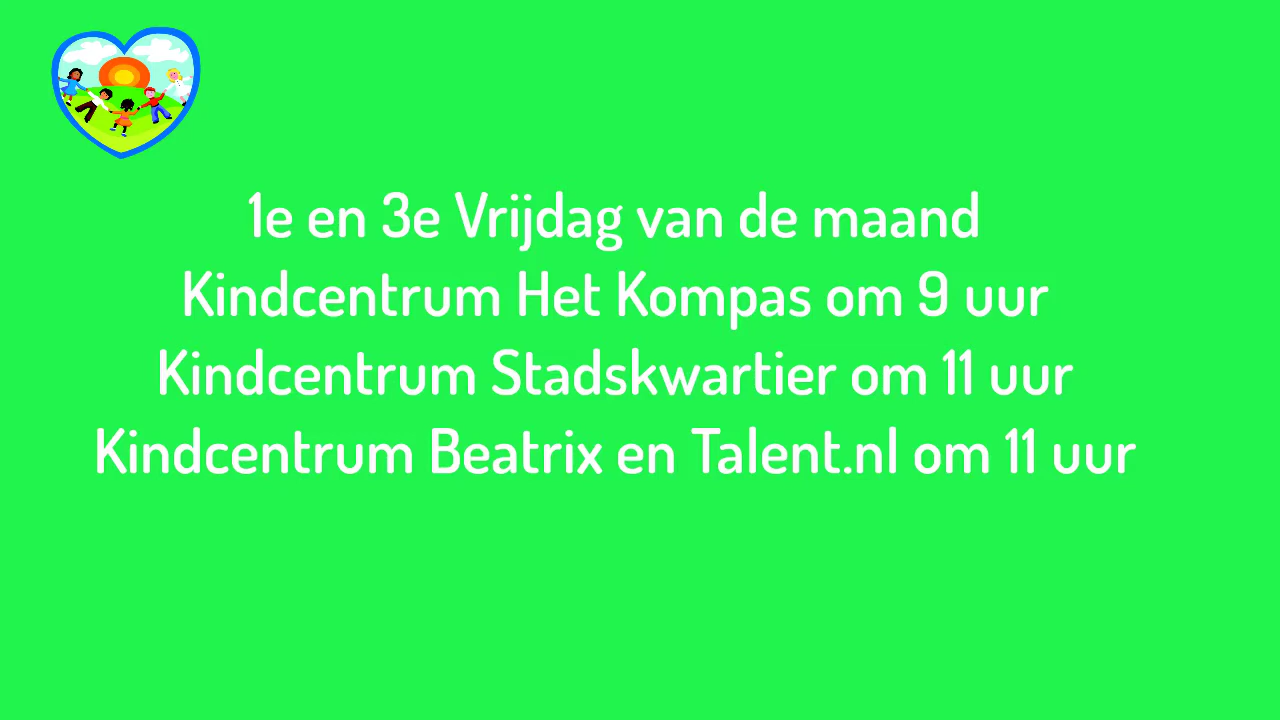 1e en 3e Vrijdag van de maand
Kindcentrum Het Kompas om 9 uur
Kindcentrum Stadskwartier om 11 uur
Kindcentrum Beatrix en Talent.nl om 11 uur